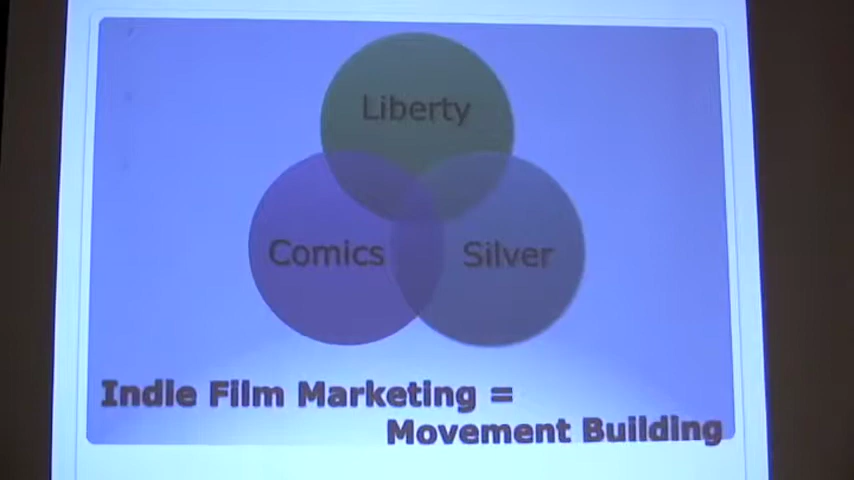 Liberty
Comics
Silver
Indie Film Marketing =
Movement Building